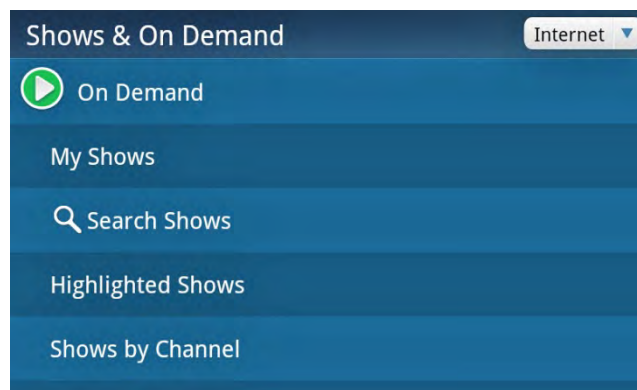 Shows & On Demand
Internet
On Demand
My Shows
Search Shows
Highlighted Shows
Shows by Channel